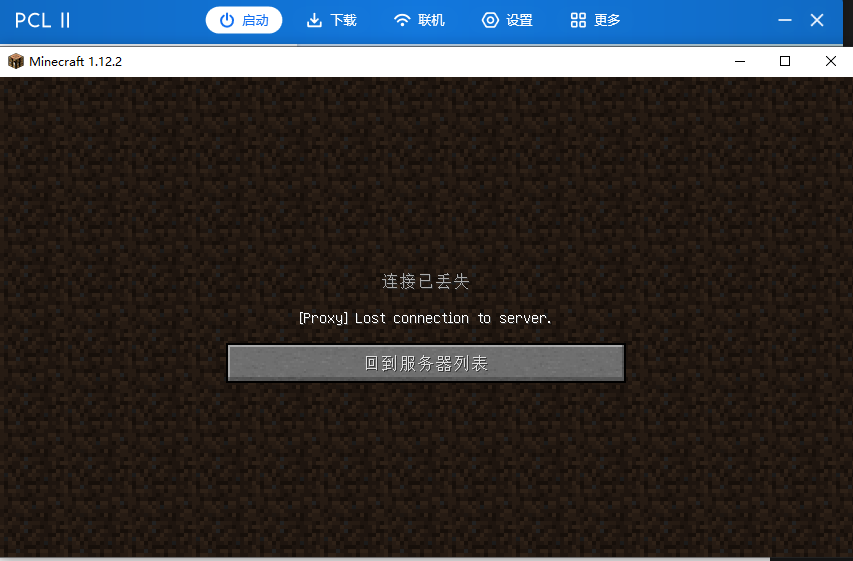 PCL II 启动 下载 联机 设置 更多
Minecraft 1.12.2
连接已丢失
[Proxy] Lost connection to server.
回到服务器列表